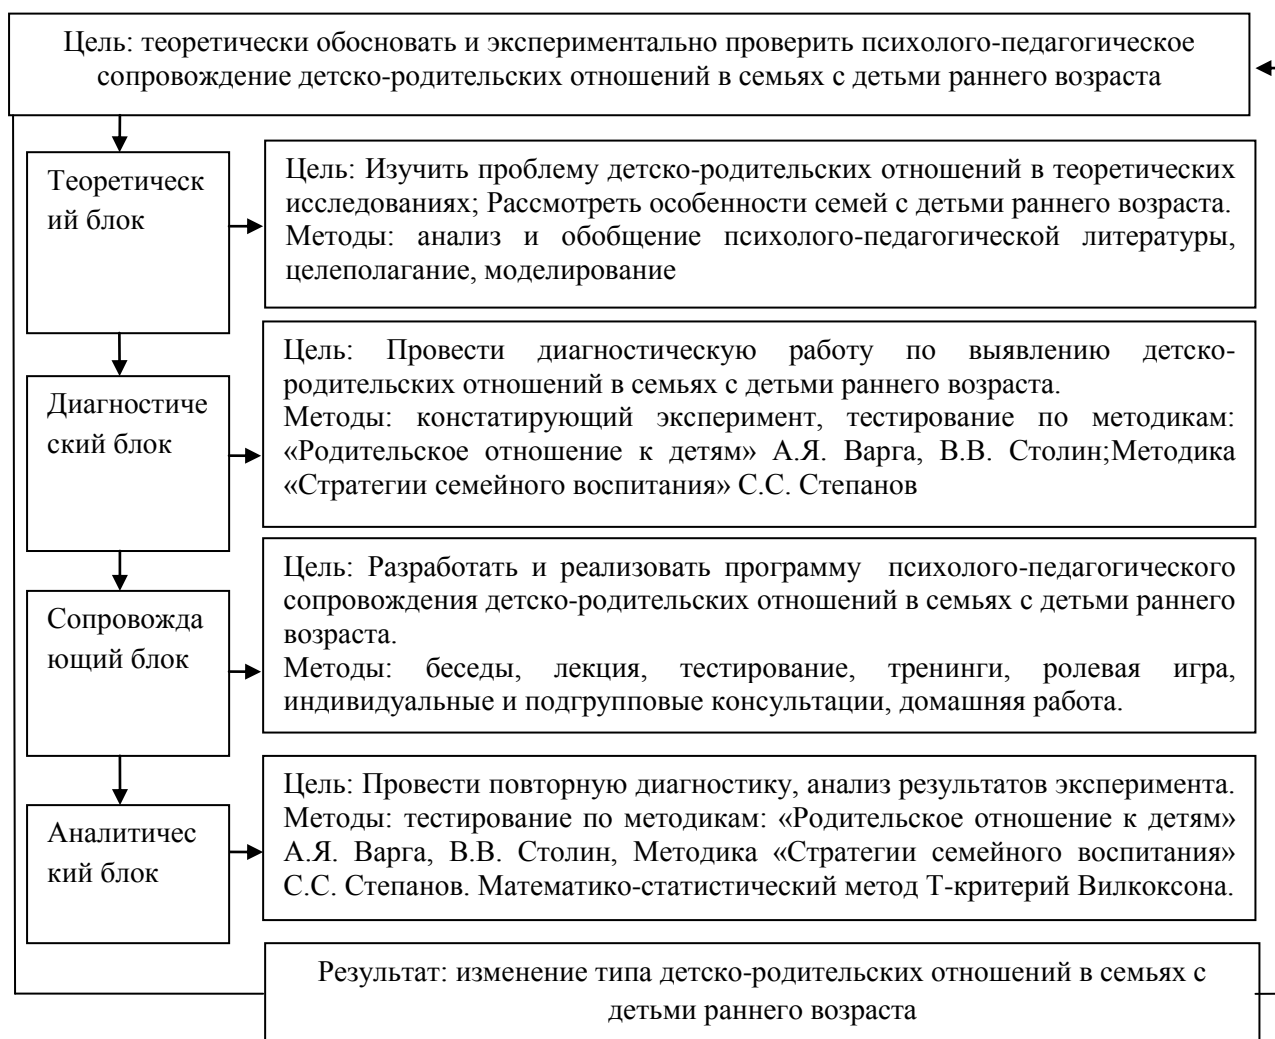 Цель: теоретически обосновать и экспериментально проверить психолого-педагогическое
сопровождение детско-родительских отношений в семьях с детьми раннего возраста
Теоретическ
ий блок
Цель: Изучить проблему детско-родительских отношений в теоретических
исследованиях; Рассмотреть особенности семей с детьми раннего возраста.
Методы: анализ и обобщение психолого-педагогической литературы,
целеполагание, моделирование
Диагностиче
ский блок
Цель: Провести диагностическую работу по выявлению детско-
родительских отношений в семьях с детьми раннего возраста.
Методы: констатирующий эксперимент, тестирование по методикам:
«Родительское отношение к детям» А.Я. Варга, В.В. Столин;Методика
«Стратегии семейного воспитания» С.С. Степанов
Сопровожда
ющий блок
Цель: Разработать и реализовать программу психолого-педагогического
сопровождения детско-родительских отношений в семьях с детьми раннего
возраста.
Методы: беседы, лекция, тестирование, тренинги, ролевая игра,
индивидуальные и подгрупповые консультации, домашняя работа.
Аналитичес
кий блок
Цель: Провести повторную диагностику, анализ результатов эксперимента.
Методы: тестирование по методикам: «Родительское отношение к детям»
А.Я. Варга, В.В. Столин, Методика «Стратегии семейного воспитания»
С.С. Степанов. Математико-статистический метод Т-критерий Вилкоксона.
Результат: изменение типа детско-родительских отношений в семьях с
детьми раннего возраста